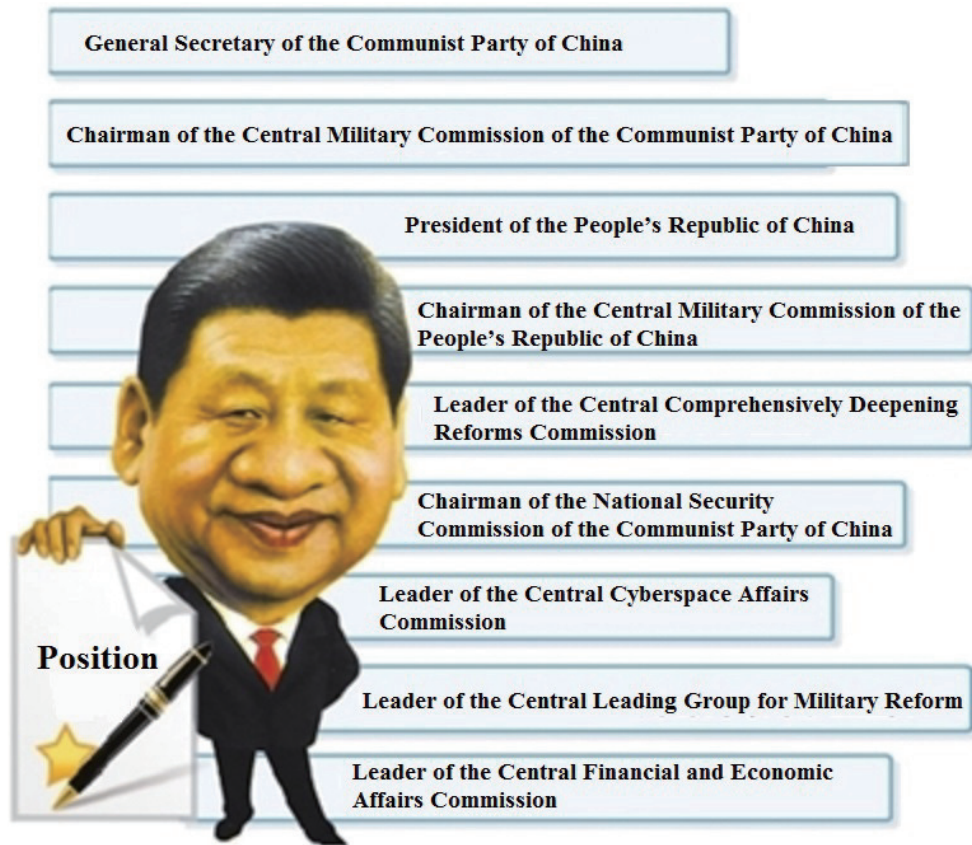 General Secretary of the Communist Party of China
Chairman of the Central Military Commission of the Communist Party of China
President of the People’s Republic of China
Chairman of the Central Military Commission of the
People’s Republic of China
Leader of the Central Comprehensively Deepening
Reforms Commission
Chairman of the National Security
Commission of the Communist Party of China
Leader of the Central Cyberspace Affairs
Commission
Position
Leader of the Central Leading Group for Military Reform
Leader of the Central Financial and Economic
Affairs Commission